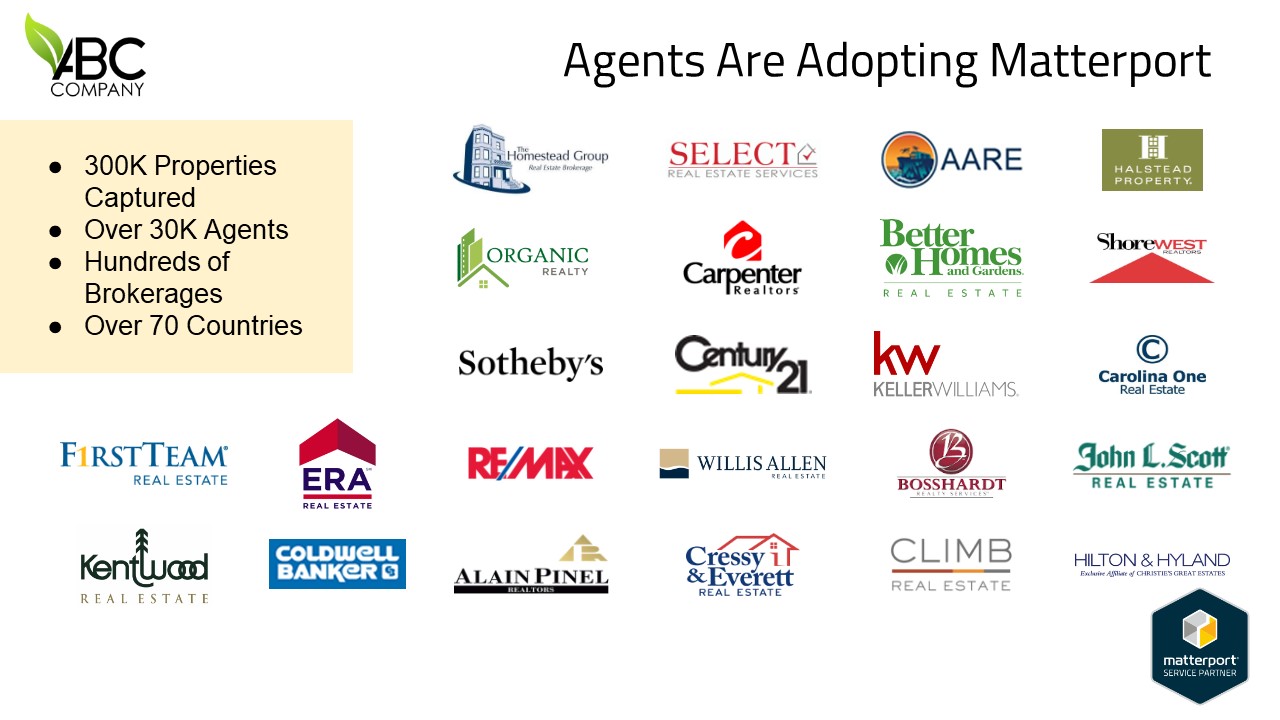 ABC
COMPANY
Agents Are Adopting Matterport
● 300K Properties
Captured
● Over 30K Agents
● Hundreds of
Brokerages
● Over 70 Countries
The
Homestead Group
Real Estate Brokerage
SELECT
REAL ESTATE SERVICES
AARE
H
HALSTEAD
PROPERTY.
ORGANIC
REALTY
Carpenter
Realtors
Better
Homes
and Gardens
REAL ESTATE
SHOREWEST
REALTORS
Sotheby's
Century
21
kw
KELLERWILLIAMS.
©
Carolina One
Real Estate
F1RST TEAM®
REAL ESTATE
ERA
REAL ESTATE
RE/MAX
WILLIS ALLEN
REAL ESTATE
B
BOSSHARDT
REALTY SERVICES
John L. Scott
REAL ESTATE
Kentwood
REAL ESTATE
COLDWELL
BANKER
ALAIN PINEL
REALTORS
Cressy
& Everett
REAL ESTATE
CLIMB
REAL ESTATE
HILTON & HYLAND
Exclusive Affiliate of CHRISTIE'S GREAT ESTATES
matterport
SERVICE PARTNER